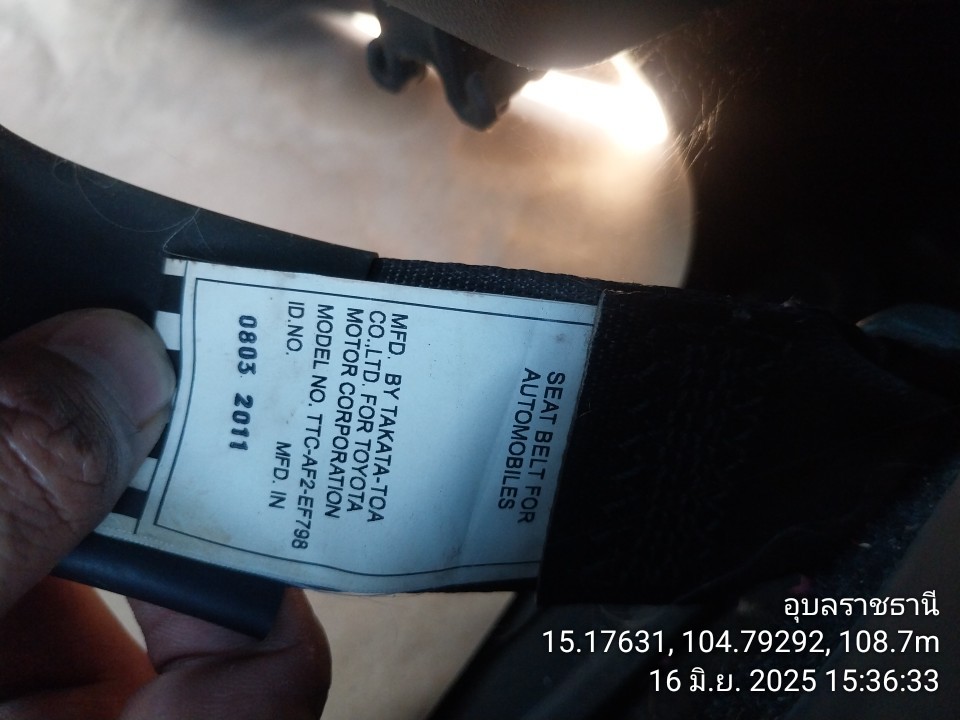 SEAT BELT FOR
AUTOMOBILES
MFD. BY TAKATA-TOA
CO.,LTD. FOR TOYOTA
MOTOR CORPORATION
MODEL NO. TTC-AF2-EF798
ID.NO. MFD. IN
0803 2011
อุบลราชธานี
15.17631, 104.79292, 108.7m
16 มิ.ย. 2025 15:36:33